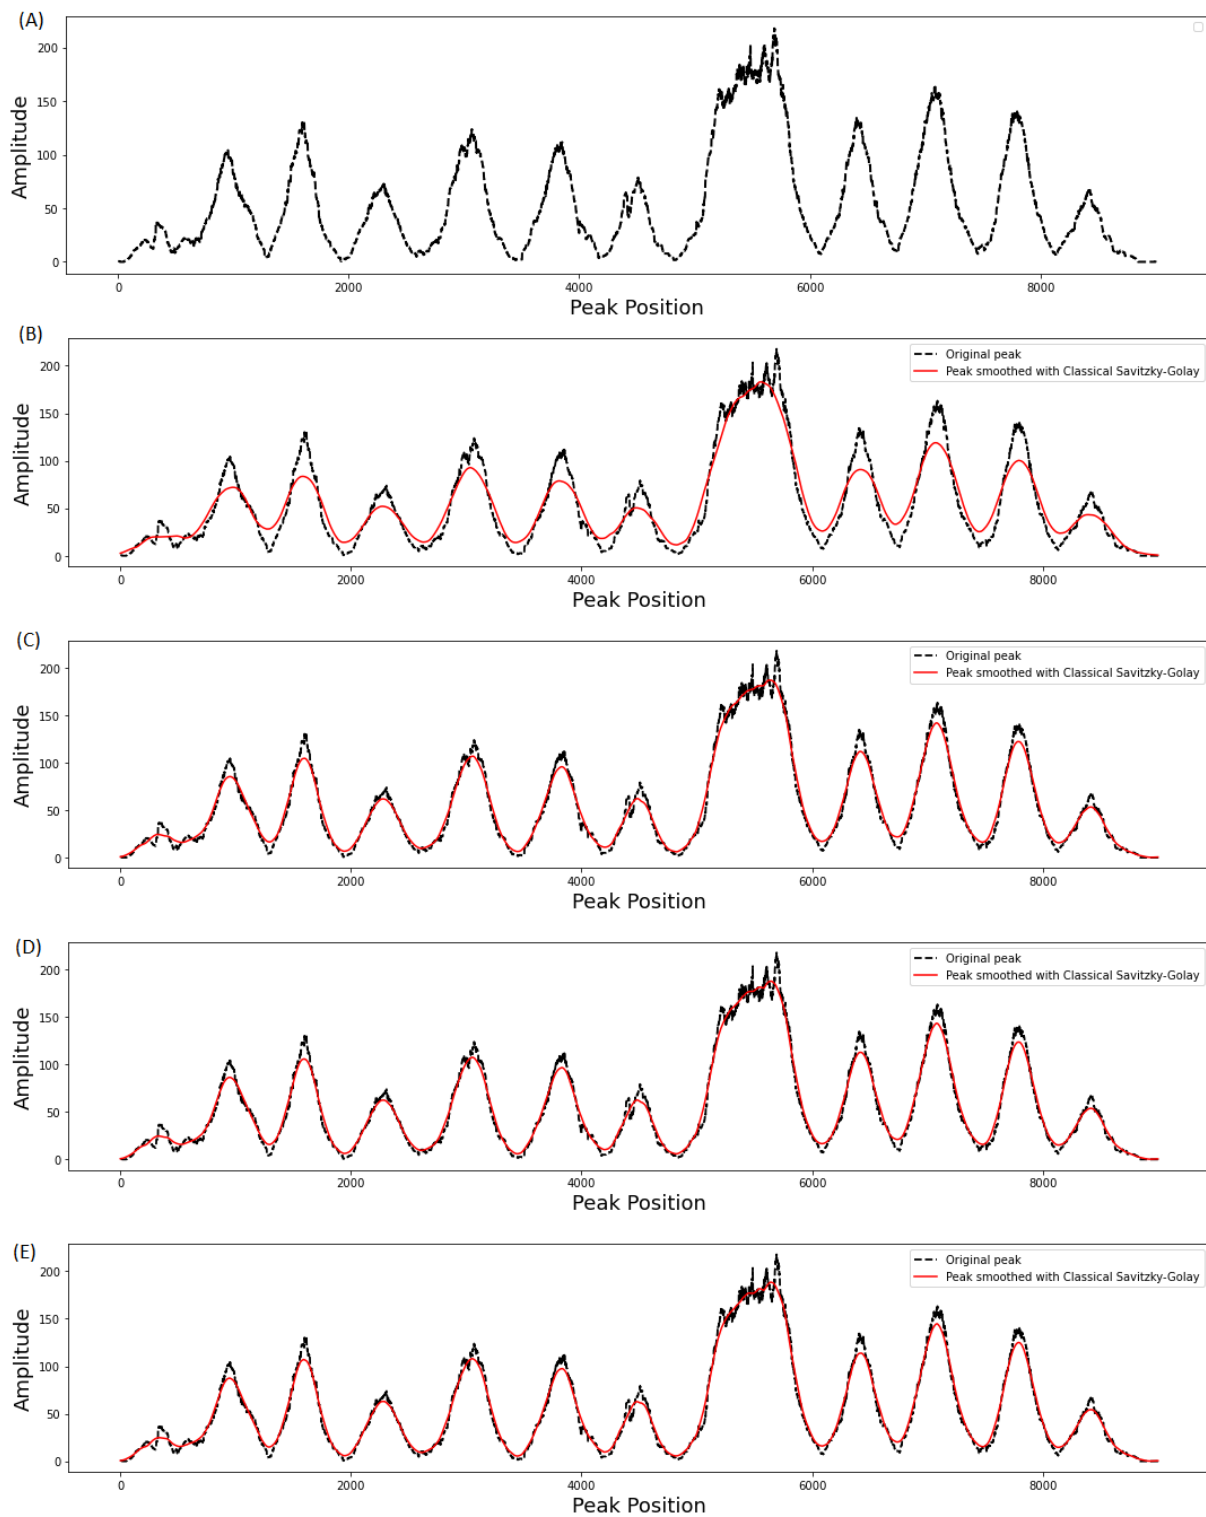 (A)
200
150
100
50
0
Amplitude
0 2000 4000 6000 8000
Peak Position
(B)
Original peak
Peak smoothed with Classical Savitzky-Golay
200
150
100
50
0
Amplitude
0 2000 4000 6000 8000
Peak Position
(C)
Original peak
Peak smoothed with Classical Savitzky-Golay
200
150
100
50
0
Amplitude
0 2000 4000 6000 8000
Peak Position
(D)
Original peak
Peak smoothed with Classical Savitzky-Golay
200
150
100
50
0
Amplitude
0 2000 4000 6000 8000
Peak Position
(E)
Original peak
Peak smoothed with Classical Savitzky-Golay
200
150
100
50
0
Amplitude
0 2000 4000 6000 8000
Peak Position